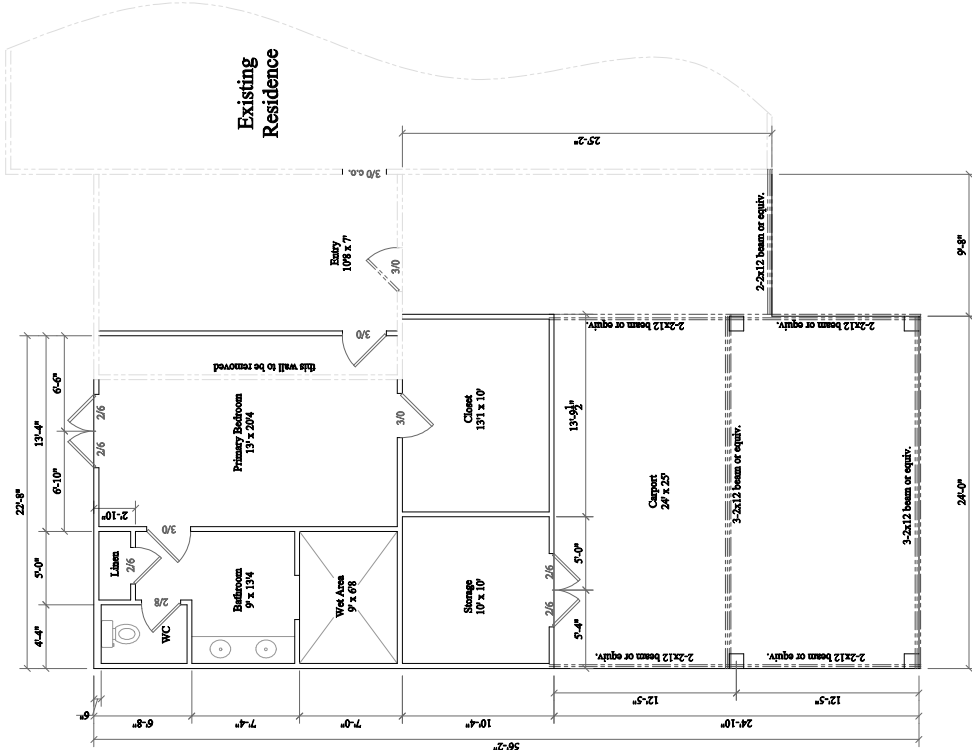 Existing
Residence
25'-2"
3/0 c.o.
Entry
10'8 x 7'
3/0
2-2x12 beam or equiv.
9'-8"
3/0
this wall to be removed
2-2x12 beam or
equiv.
2-2x12 beam or equiv.
22'-8"
13'-4"
6'-6"
6'-10"
2/6
2/6
Primary Bedroom
13' x 20'4
3/0
Closet
13'1 x 10'
13'-9½"
Carport
24' x 25'
3-2x12 beam or equiv.
3-2x12 beam or equiv.
24'-0"
2'-10"
3/0
5'-0"
Linen
2/6
2/8
4'-4"
WC
Bathroom
9' x 13'4
Wet Area
9' x 6'8
Storage
10' x 10'
2/6
2/6
5'-0"
5'-4"
2-2x12 beam or
equiv.
2-2x12 beam or equiv.
6"
6'-8"
7'-4"
7'-0"
10'-4"
12'-5"
12'-5"
24'-10"
56'-2"